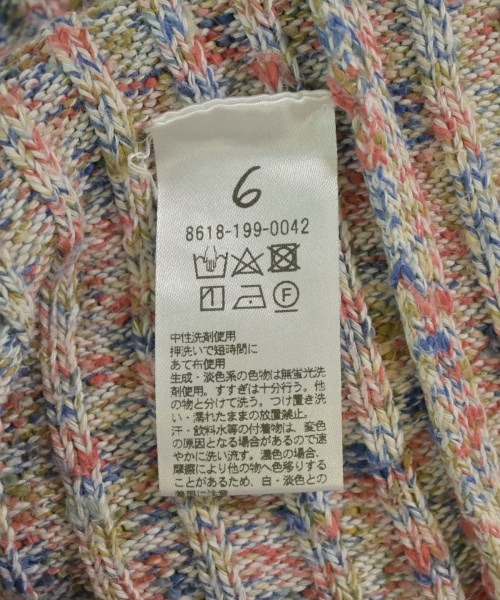 6
8618-199-0042
F
中性洗剤使用
押洗いで短時間に
あて布使用
生成・淡色系の色物は無蛍光洗
剤使用。すすぎは十分行う。他
の物と分けて洗う。つけ置き洗
い・濡れたままの放置禁止。
汗・飲料水等の付着物は、変色
の原因となる場合があるので速
やかに洗い流す。濃色の場合、
摩擦により他の物へ色移りする
ことがあるため、白・淡色との